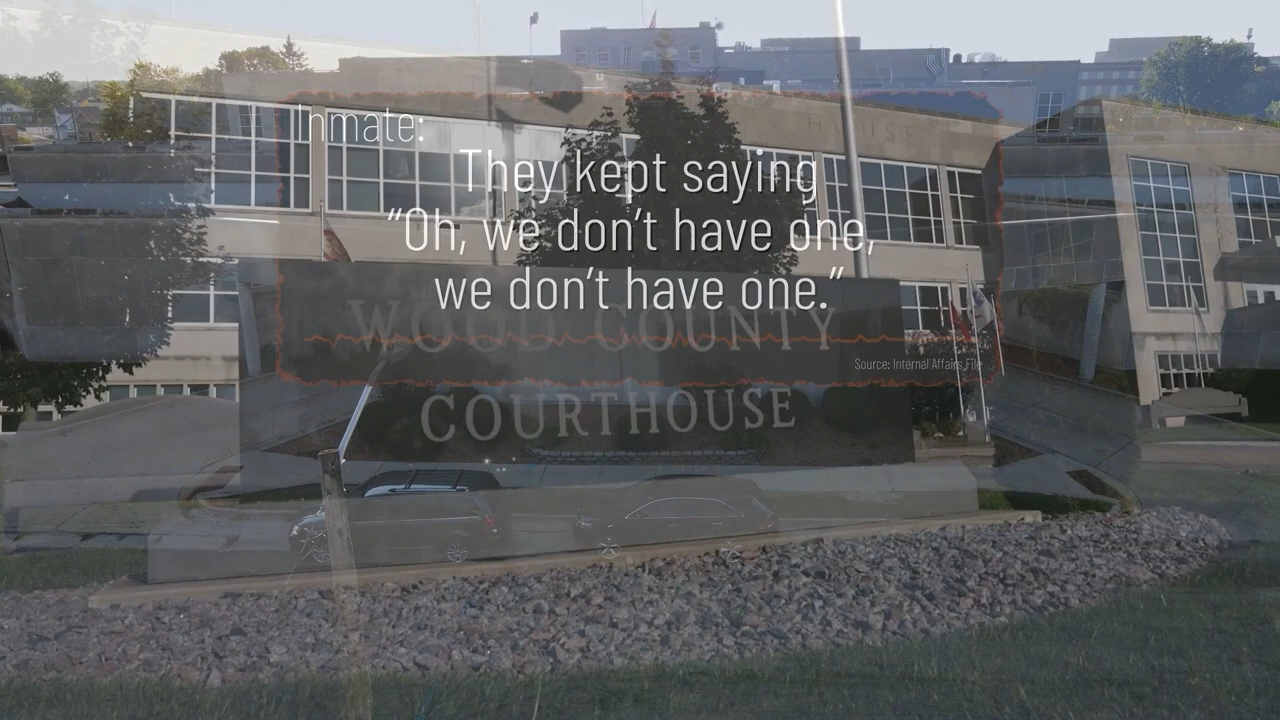 HOUSE
Inmate:
They kept saying
“Oh, we don’t have one,
we don’t have one.”
WOOD COUNTY
Source: Internal Affairs File
COURTHOUSE